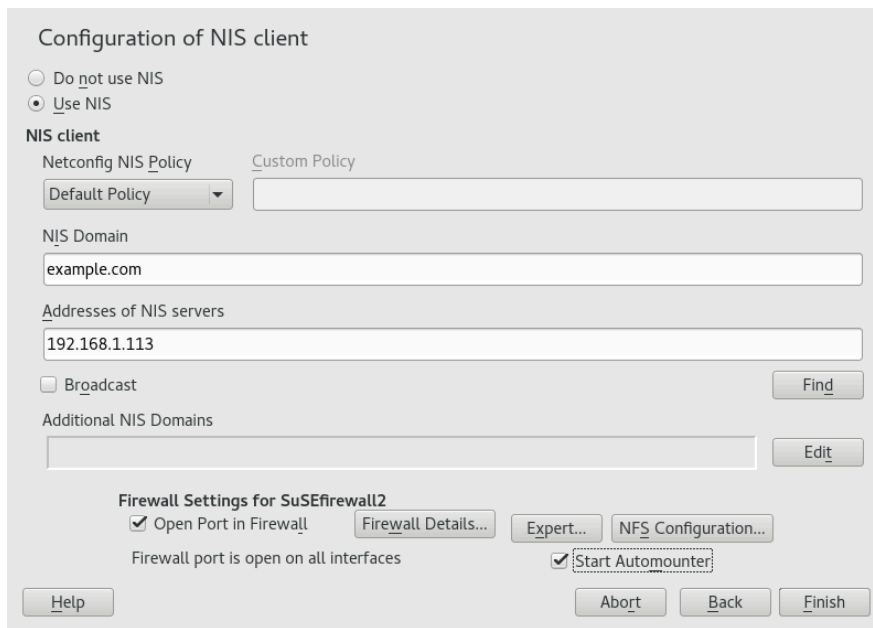 Configuration of NIS client
Do not use NIS
Use NIS
NIS client
Netconfig NIS Policy
Custom Policy
Default Policy
NIS Domain
example.com
Addresses of NIS servers
192.168.1.113
Broadcast
Find
Additional NIS Domains
Edit
Firewall Settings for SuSEfirewall2
Open Port in Firewall
Firewall Details...
Expert...
NFS Configuration...
Firewall port is open on all interfaces
Start Automounter
Help
Abort
Back
Finish